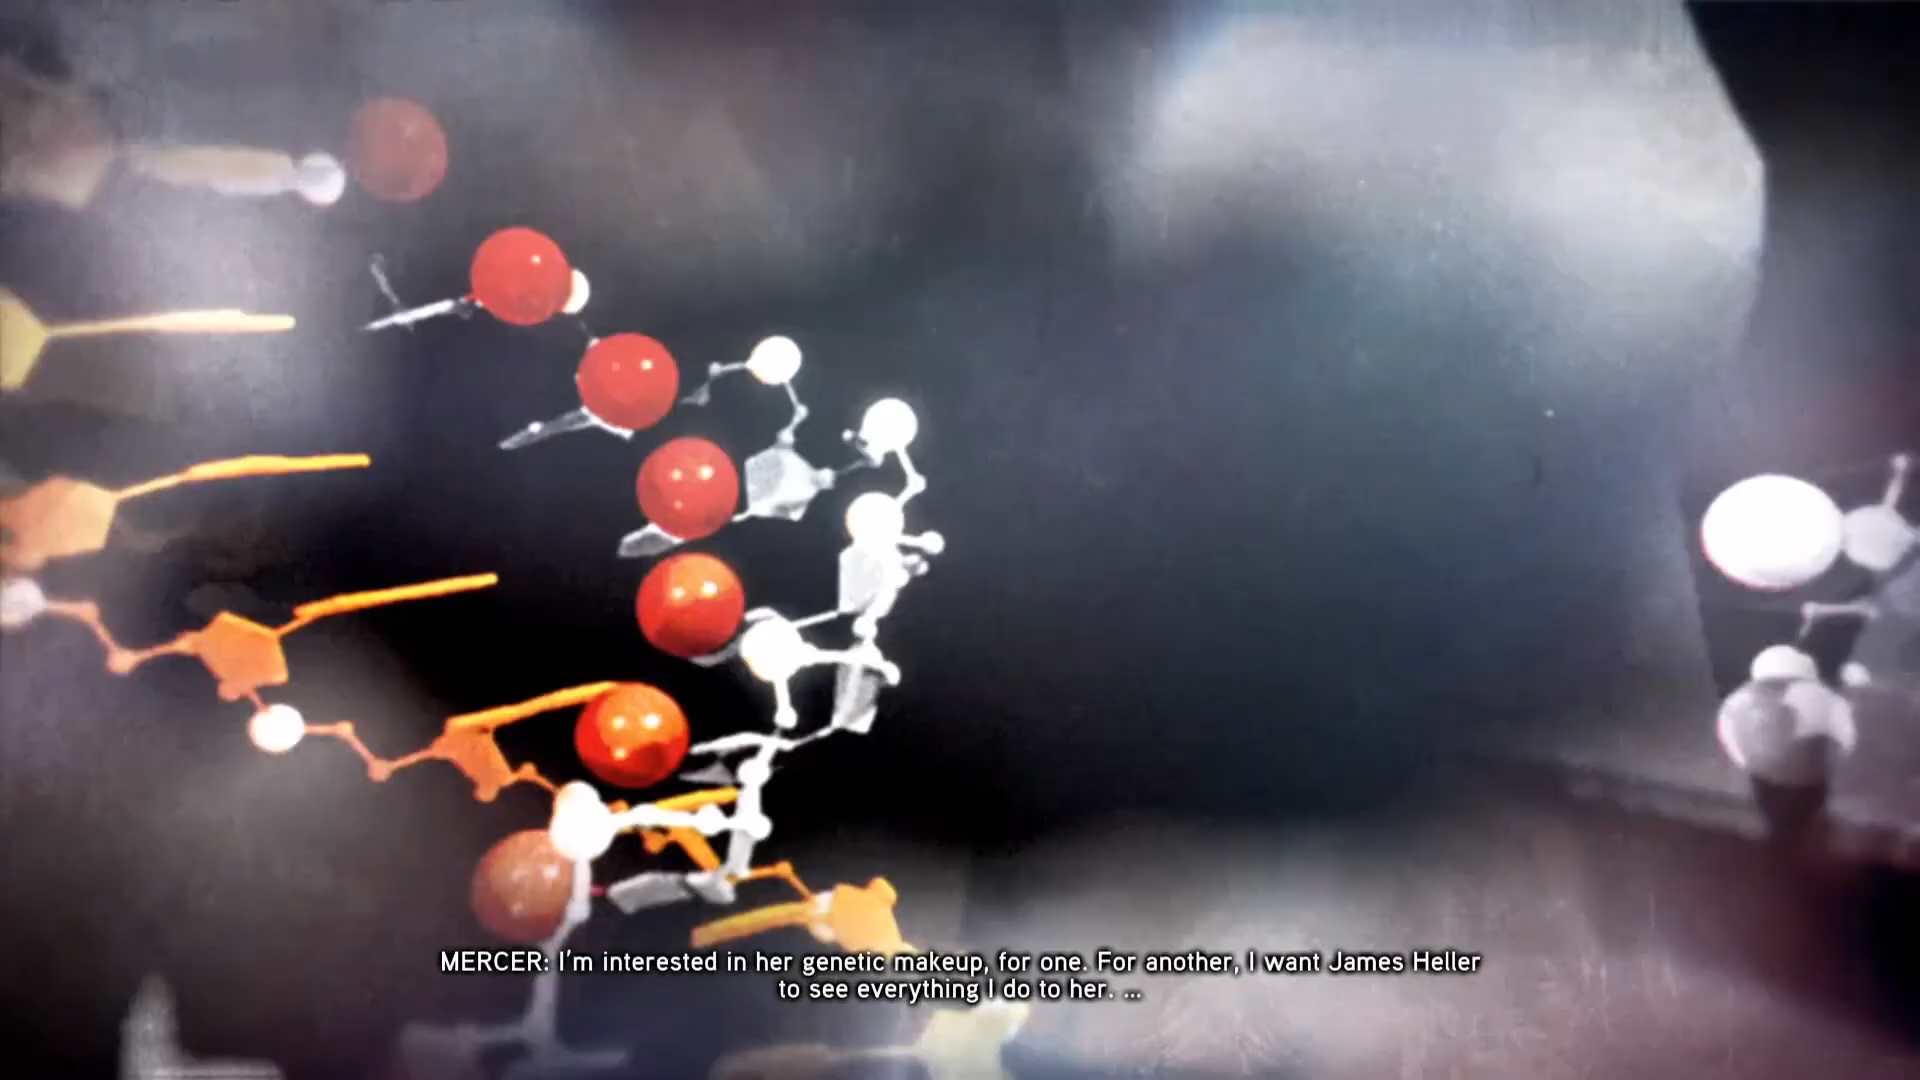 MERCER: I'm interested in her genetic makeup, for one. For another, I want James Heller
to see everything I do to her. ...